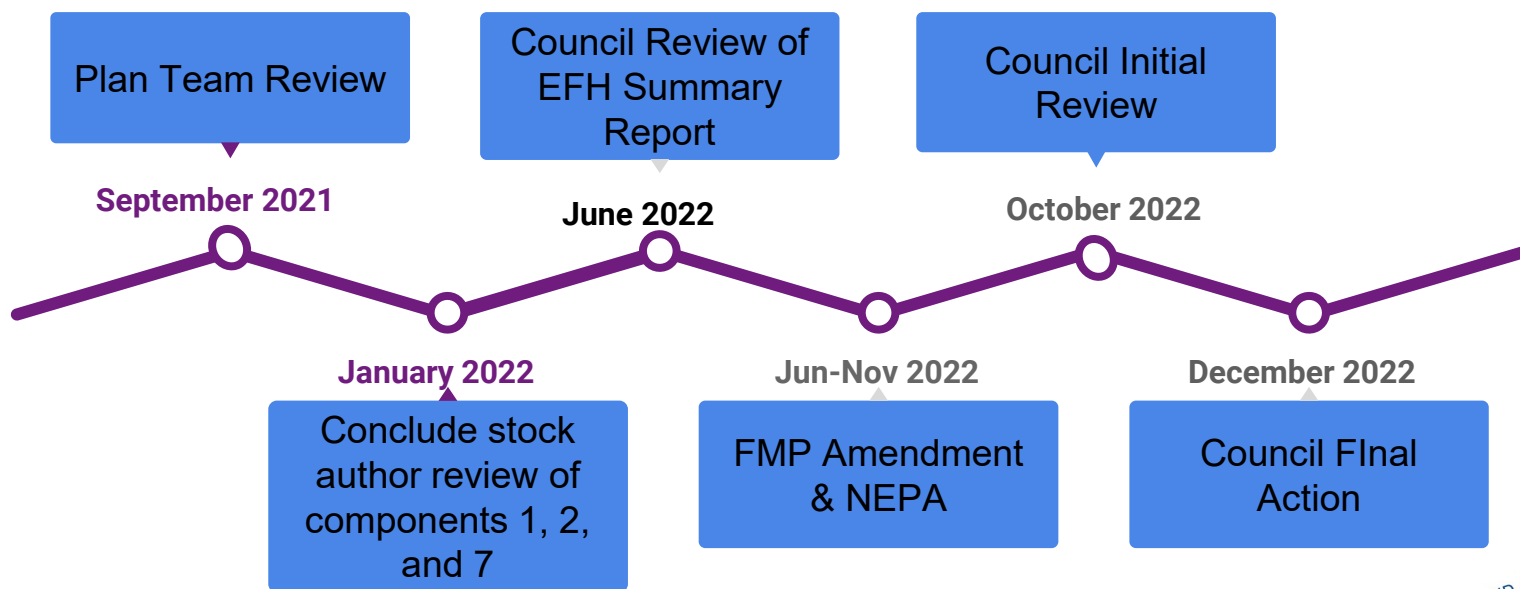 Plan Team Review
September 2021
Council Review of
EFH Summary
Report
June 2022
Council Initial
Review
October 2022
January 2022
Conclude stock
author review of
components 1, 2,
and 7
Jun-Nov 2022
FMP Amendment
& NEPA
December 2022
Council FInal
Action